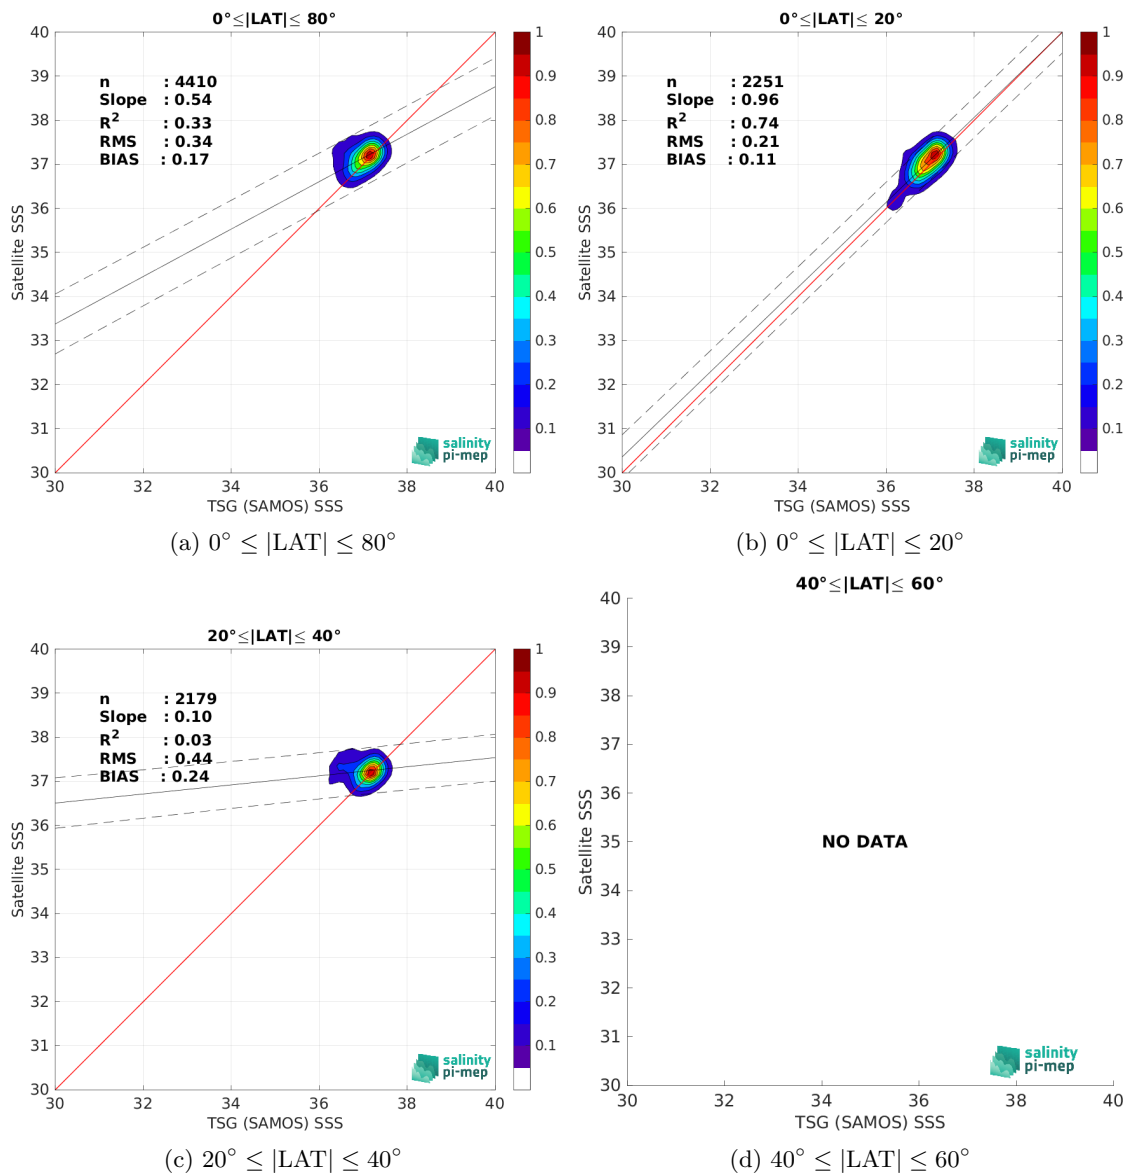 0°≤|LAT|≤ 80°
40
39
38
37
36
35
34
33
32
31
30
Satellite SSS
n : 4410
Slope : 0.54
R2 : 0.33
RMS : 0.34
BIAS : 0.17
salinity
pi-mep
30 32 34 36 38 40
TSG (SAMOS) SSS
1
0.9
0.8
0.7
0.6
0.5
0.4
0.3
0.2
0.1
(a) 0° ≤ |LAT| ≤ 80°
0°≤|LAT|≤ 20°
40
39
38
37
36
35
34
33
32
31
30
Satellite SSS
n : 2251
Slope : 0.96
R2 : 0.74
RMS : 0.21
BIAS : 0.11
salinity
pi-mep
30 32 34 36 38 40
TSG (SAMOS) SSS
1
0.9
0.8
0.7
0.6
0.5
0.4
0.3
0.2
0.1
(b) 0° ≤ |LAT| ≤ 20°
20°≤|LAT|≤ 40°
40
39
38
37
36
35
34
33
32
31
30
Satellite SSS
n : 2179
Slope : 0.10
R2 : 0.03
RMS : 0.44
BIAS : 0.24
salinity
pi-mep
30 32 34 36 38 40
TSG (SAMOS) SSS
1
0.9
0.8
0.7
0.6
0.5
0.4
0.3
0.2
0.1
(c) 20° ≤ |LAT| ≤ 40°
40°≤|LAT|≤ 60°
40
39
38
37
36
35
34
33
32
31
30
Satellite SSS
NO DATA
salinity
pi-mep
30 32 34 36 38 40
TSG (SAMOS) SSS
(d) 40° ≤ |LAT| ≤ 60°